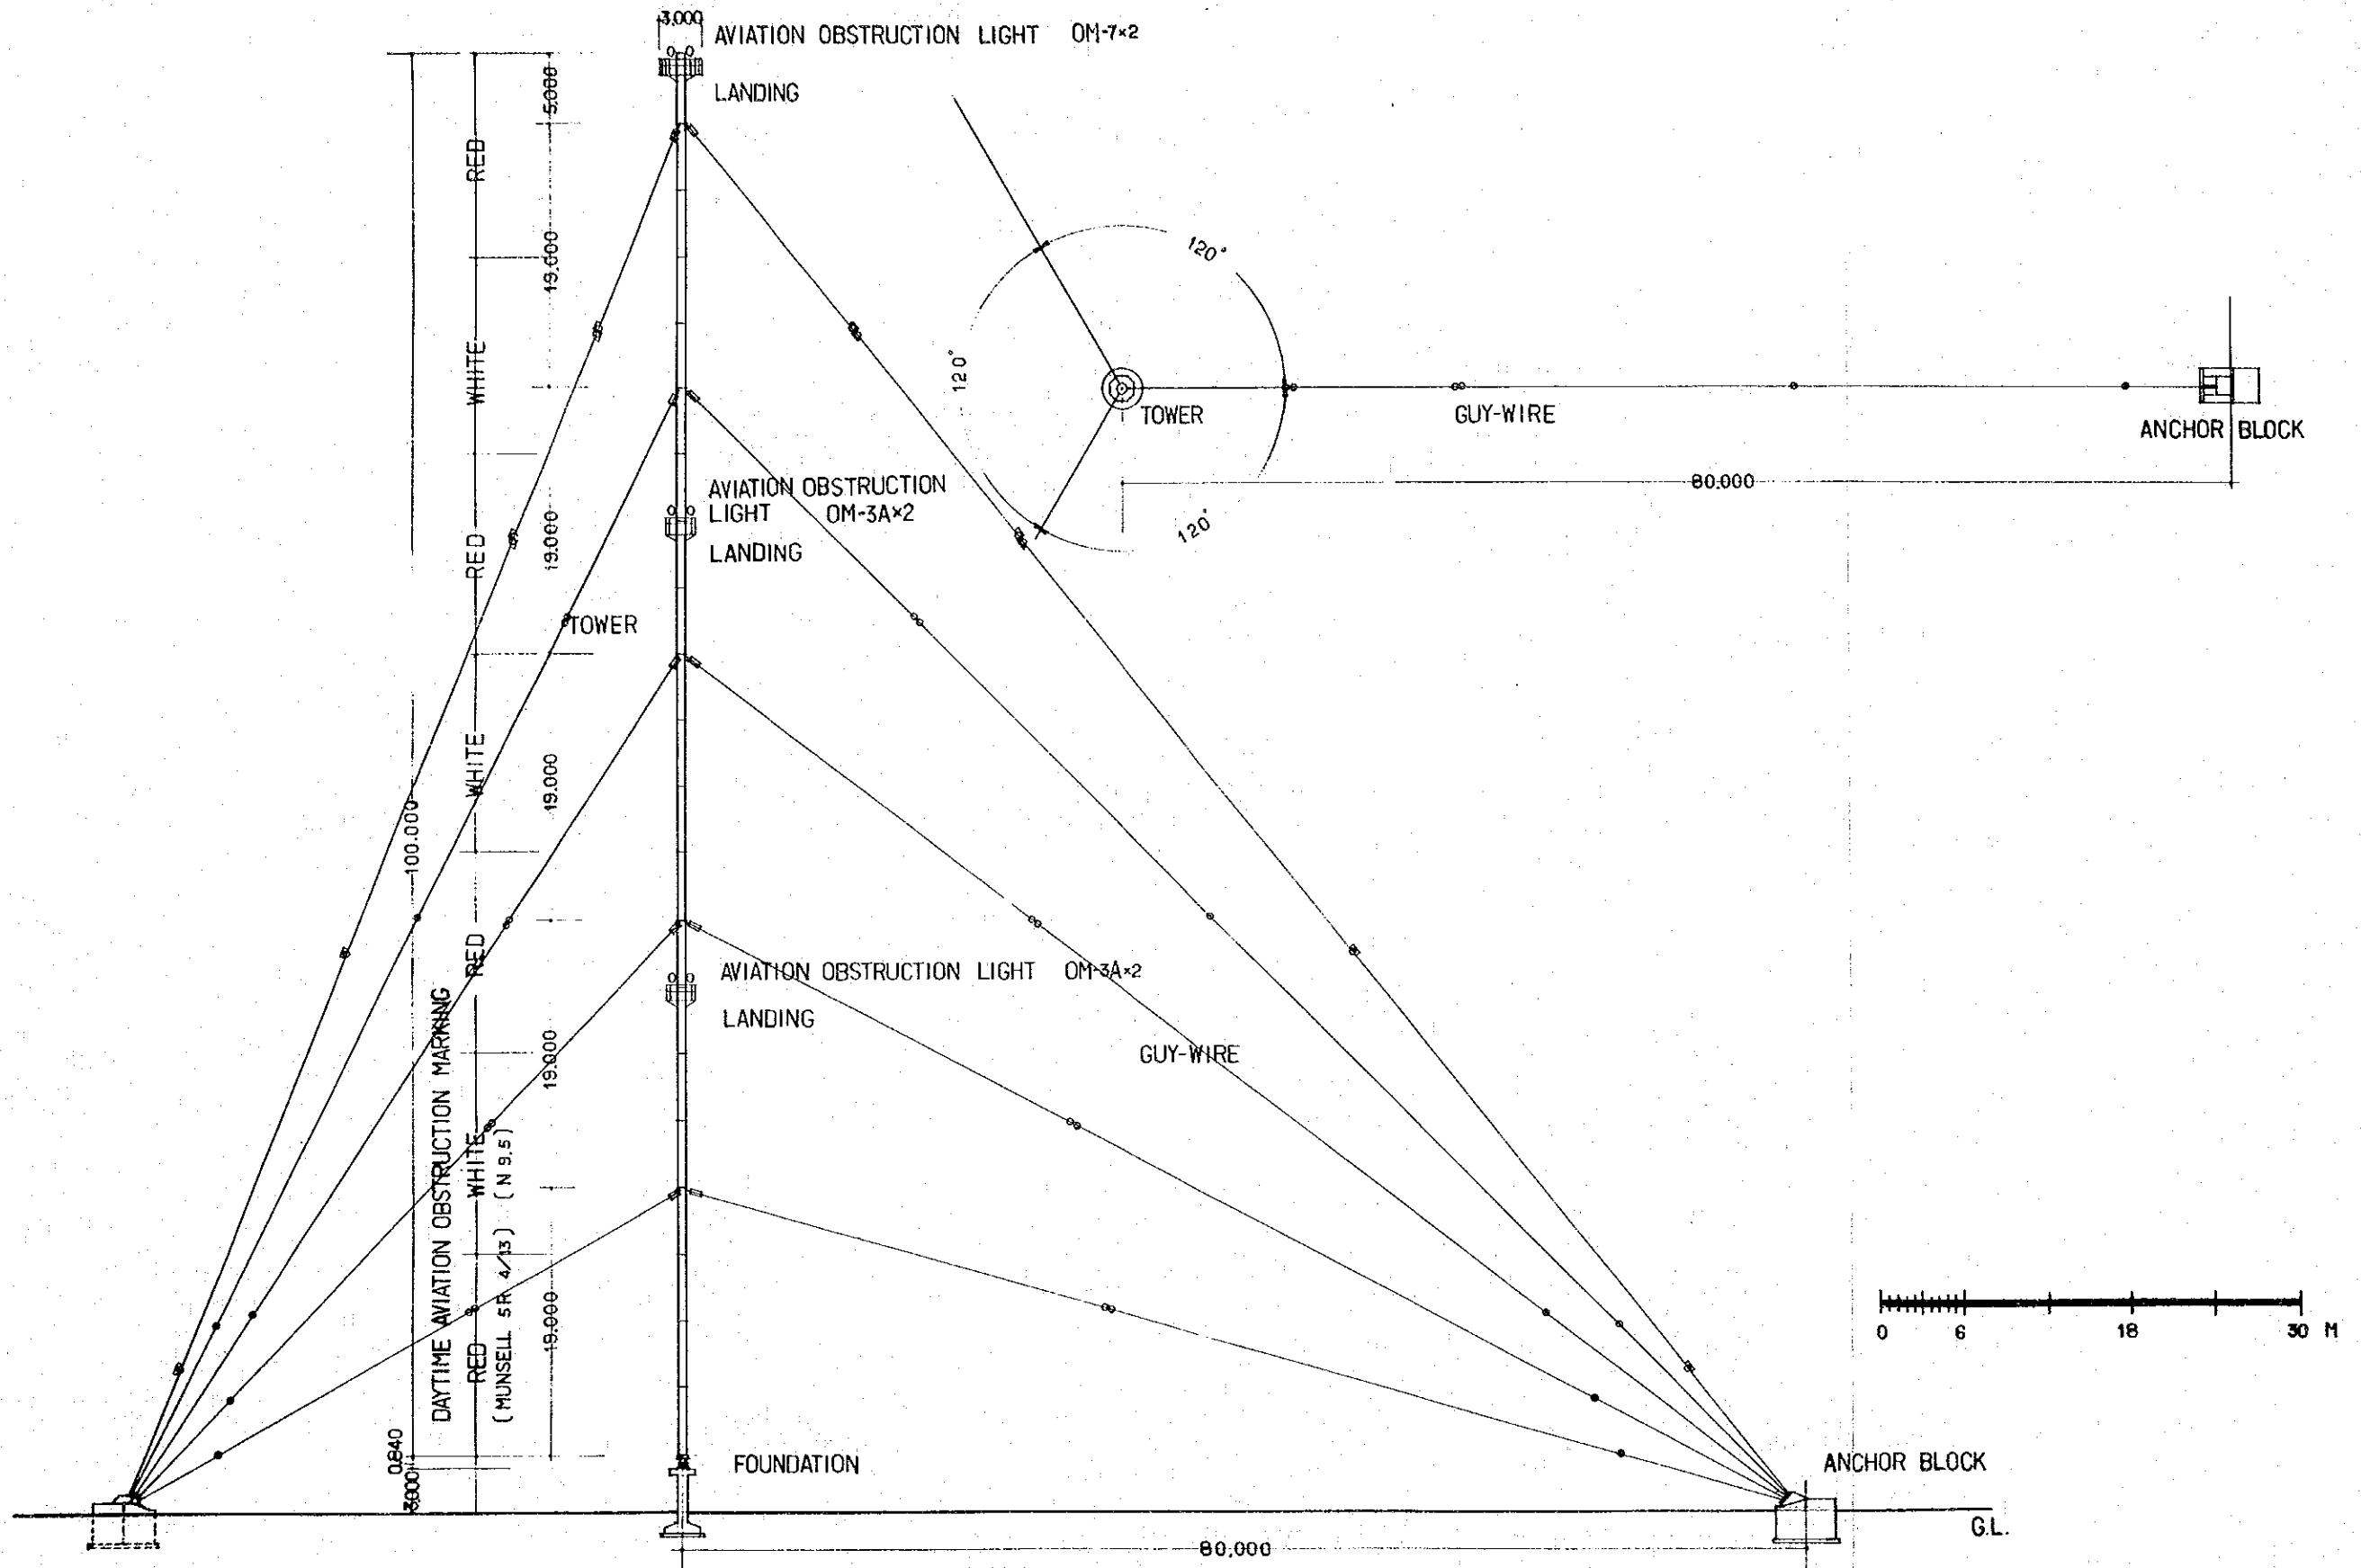 3,000
AVIATION OBSTRUCTION LIGHT OM-7×2
LANDING
5.000
RED
19.000
WHITE
RED
19.000
WHITE
19.000
RED
19.000
WHITE
RED
19.000
100.000
DAYTIME AVIATION OBSTRUCTION MARKING
(MUNSELL 5R 4/13) (N 9.5)
0.840
3.000
AVIATION OBSTRUCTION
LIGHT OM-3A×2
LANDING
TOWER
AVIATION OBSTRUCTION LIGHT OM-3A×2
LANDING
GUY-WIRE
FOUNDATION
80,000
ANCHOR BLOCK
G.L.
120°
120°
120°
TOWER
GUY-WIRE
ANCHOR BLOCK
80.000
0 6 18 30 M